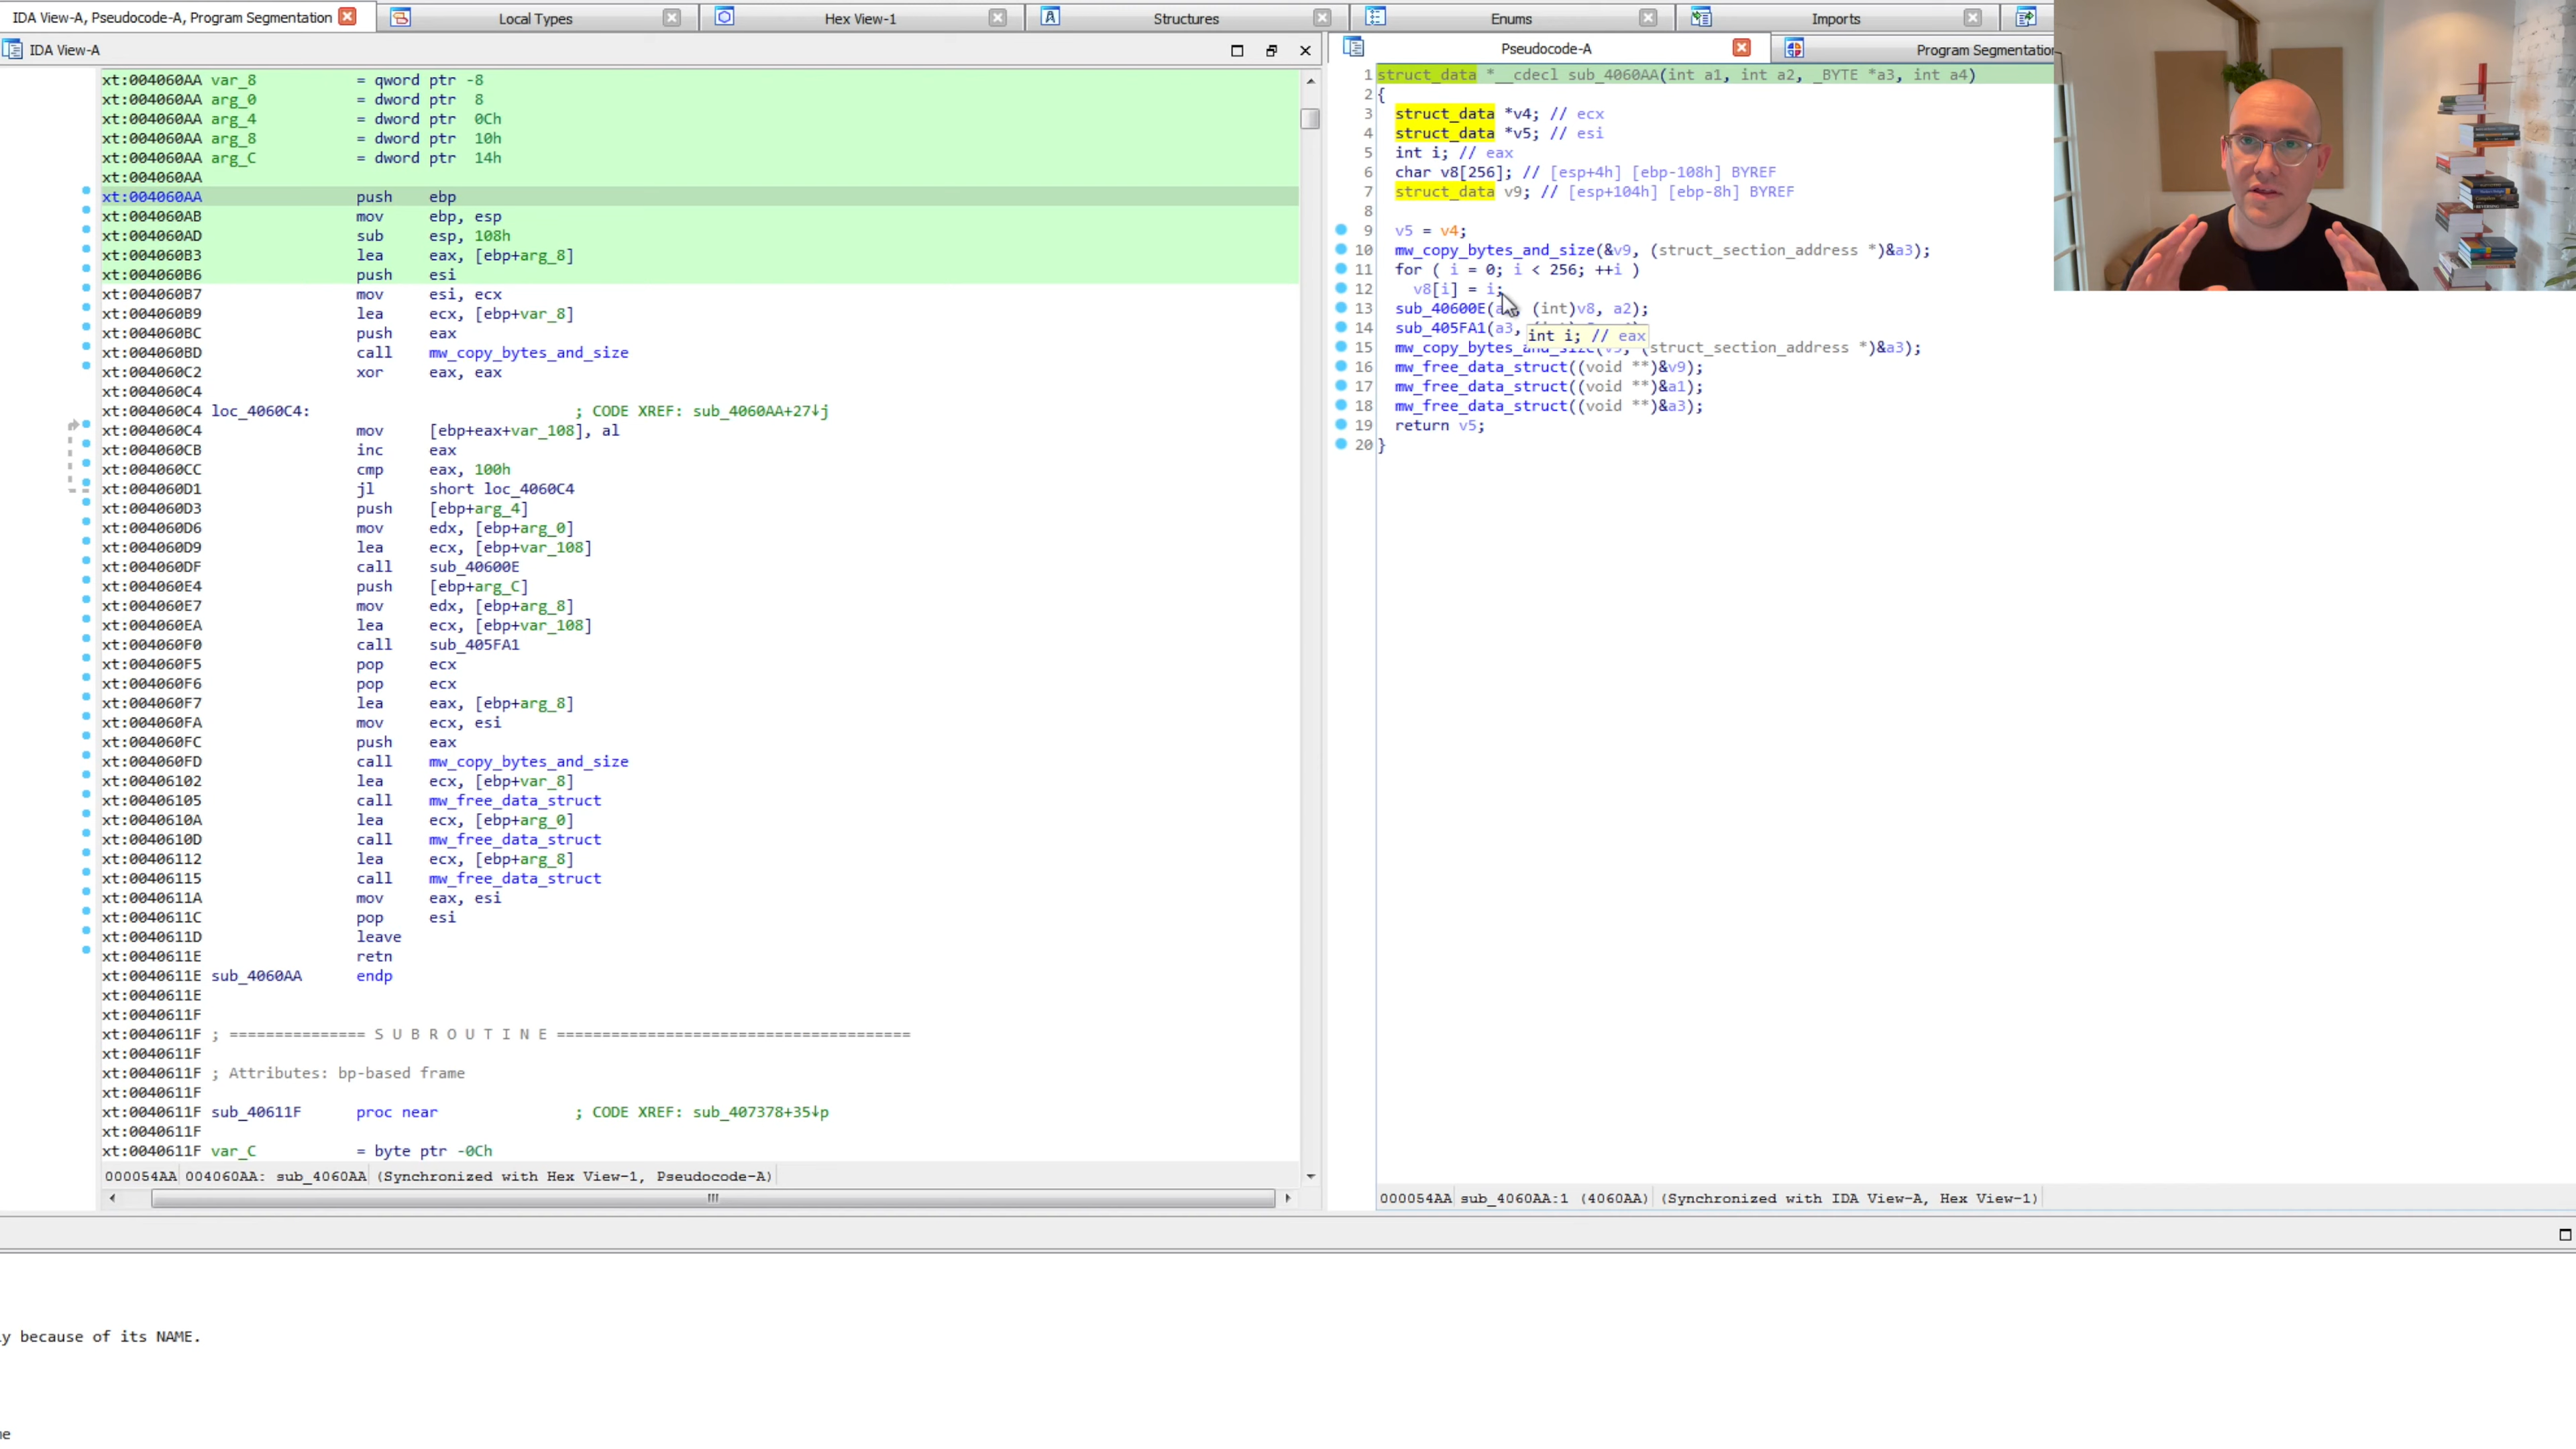 IDA View-A, Pseudocode-A, Program Segmentation
Local Types
Hex View-1
Structures
Enums
Imports
IDA View-A
xt:004060AA var_8 = qword ptr -8
xt:004060AA arg_0 = dword ptr 8
xt:004060AA arg_4 = dword ptr 0Ch
xt:004060AA arg_8 = dword ptr 10h
xt:004060AA arg_C = dword ptr 14h
xt:004060AA
xt:004060AA push ebp
xt:004060AB mov ebp, esp
xt:004060AD sub esp, 108h
xt:004060B3 lea eax, [ebp+arg_8]
xt:004060B6 push esi
xt:004060B7 mov esi, ecx
xt:004060B9 lea ecx, [ebp+var_8]
xt:004060BC push eax
xt:004060BD call mw_copy_bytes_and_size
xt:004060C2 xor eax, eax
xt:004060C4
xt:004060C4 loc_4060C4: ; CODE XREF: sub_4060AA+27↓j
xt:004060C4 mov [ebp+eax+var_108], al
xt:004060CB inc eax
xt:004060CC cmp eax, 100h
xt:004060D1 jl short loc_4060C4
xt:004060D3 push [ebp+arg_4]
xt:004060D6 mov edx, [ebp+arg_0]
xt:004060D9 lea ecx, [ebp+var_108]
xt:004060DF call sub_40600E
xt:004060E4 push [ebp+arg_C]
xt:004060E7 mov edx, [ebp+arg_8]
xt:004060EA lea ecx, [ebp+var_108]
xt:004060F0 call sub_405FA1
xt:004060F5 pop ecx
xt:004060F6 pop ecx
xt:004060F7 lea eax, [ebp+arg_8]
xt:004060FA mov ecx, esi
xt:004060FC push eax
xt:004060FD call mw_copy_bytes_and_size
xt:00406102 lea ecx, [ebp+var_8]
xt:00406105 call mw_free_data_struct
xt:0040610A lea ecx, [ebp+arg_0]
xt:0040610D call mw_free_data_struct
xt:00406112 lea ecx, [ebp+arg_8]
xt:00406115 call mw_free_data_struct
xt:0040611A mov eax, esi
xt:0040611C pop esi
xt:0040611D leave
xt:0040611E retn
xt:0040611E sub_4060AA endp
xt:0040611E
xt:0040611F
xt:0040611F ; =============== S U B R O U T I N E =======================================
xt:0040611F
xt:0040611F ; Attributes: bp-based frame
xt:0040611F
xt:0040611F sub_40611F proc near ; CODE XREF: sub_407378+35↓p
xt:0040611F
xt:0040611F var_C = byte ptr -0Ch
000054AA 004060AA: sub_4060AA (Synchronized with Hex View-1, Pseudocode-A)
Pseudocode-A
Program Segmentation
1 struct_data *__cdecl sub_4060AA(int a1, int a2, _BYTE *a3, int a4)
2 {
3 struct_data *v4; // ecx
4 struct_data *v5; // esi
5 int i; // eax
6 char v8[256]; // [esp+4h] [ebp-108h] BYREF
7 struct_data v9; // [esp+104h] [ebp-8h] BYREF
8
9 v5 = v4;
10 mw_copy_bytes_and_size(&v9, (struct_section_address *)&a3);
11 for ( i = 0; i < 256; ++i )
12 v8[i] = i;
13 sub_40600E(a (int)v8, a2);
14 sub_405FA1(a3,
int i; // eax
15 mw_copy_bytes_and_size( (struct_section_address *)&a3);
16 mw_free_data_struct((void **)&v9);
17 mw_free_data_struct((void **)&a1);
18 mw_free_data_struct((void **)&a3);
19 return v5;
20 }
000054AA sub_4060AA:1 (4060AA) (Synchronized with IDA View-A, Hex View-1)
y because of its NAME.